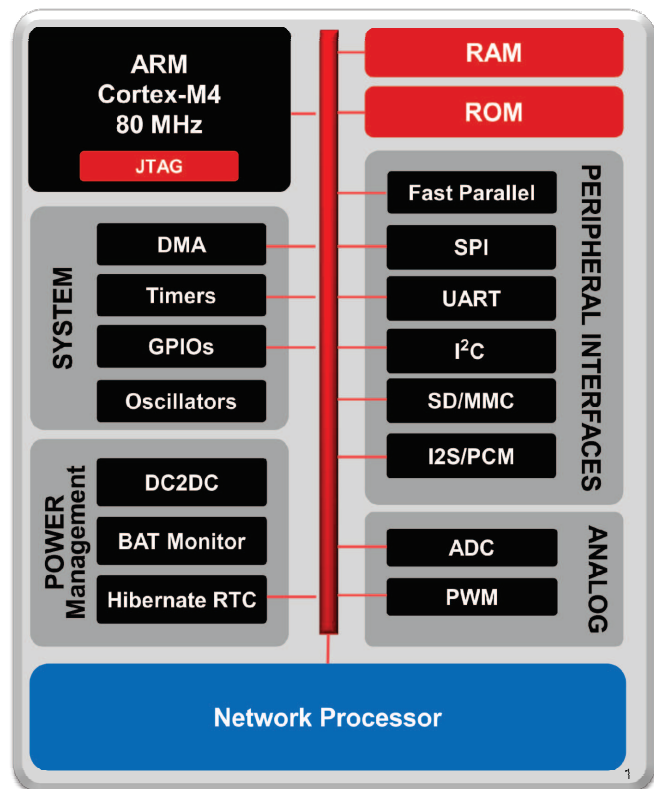 ARM
Cortex-M4
80 MHz
JTAG
RAM
ROM
SYSTEM
DMA
Timers
GPIOs
Oscillators
PERIPHERAL INTERFACES
Fast Parallel
SPI
UART
I²C
SD/MMC
I2S/PCM
POWER
Management
DC2DC
BAT Monitor
Hibernate RTC
ANALOG
ADC
PWM
Network Processor
1